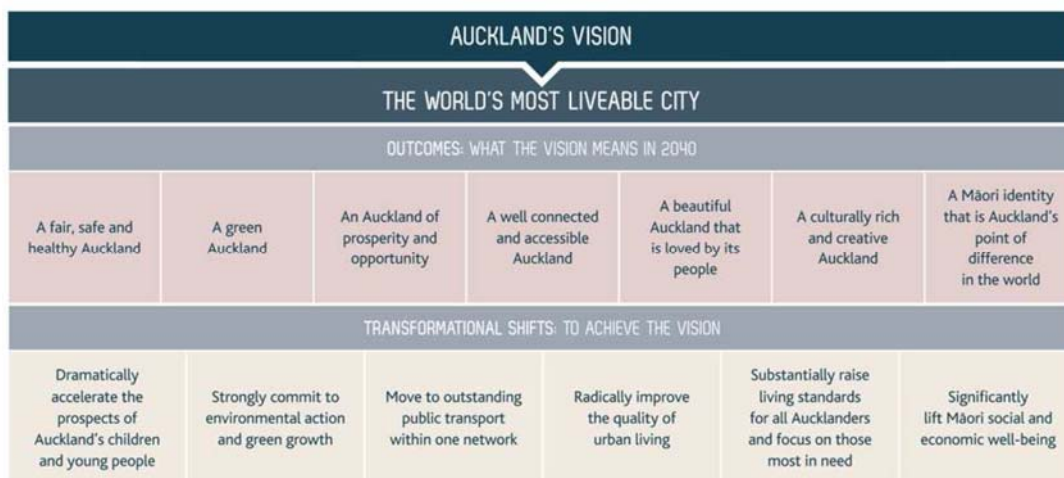 AUCKLAND'S VISION
THE WORLD'S MOST LIVEABLE CITY
OUTCOMES: WHAT THE VISION MEANS IN 2040
A fair, safe and
healthy Auckland
A green
Auckland
An Auckland of
prosperity and
opportunity
A well connected
and accessible
Auckland
A beautiful
Auckland that
is loved by its
people
A culturally rich
and creative
Auckland
A Māori identity
that is Auckland's
point of
difference
in the world
TRANSFORMATIONAL SHIFTS: TO ACHIEVE THE VISION
Dramatically
accelerate the
prospects of
Auckland's children
and young people
Strongly commit to
environmental action
and green growth
Move to outstanding
public transport
within one network
Radically improve
the quality of
urban living
Substantially raise
living standards
for all Aucklanders
and focus on those
most in need
Significantly
lift Māori social and
economic well-being